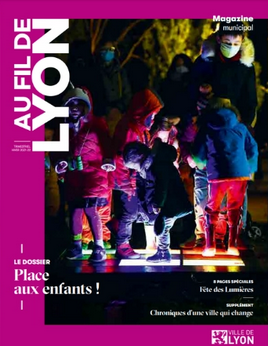 Magazine
municipal
AU FIL DE
LYON
LE DOSSIER
Place
aux enfants !
8 PAGES SPÉCIALES
Fête des Lumières
SUPPLÉMENT
Chroniques d'une ville qui change
VILLE DE
LYON